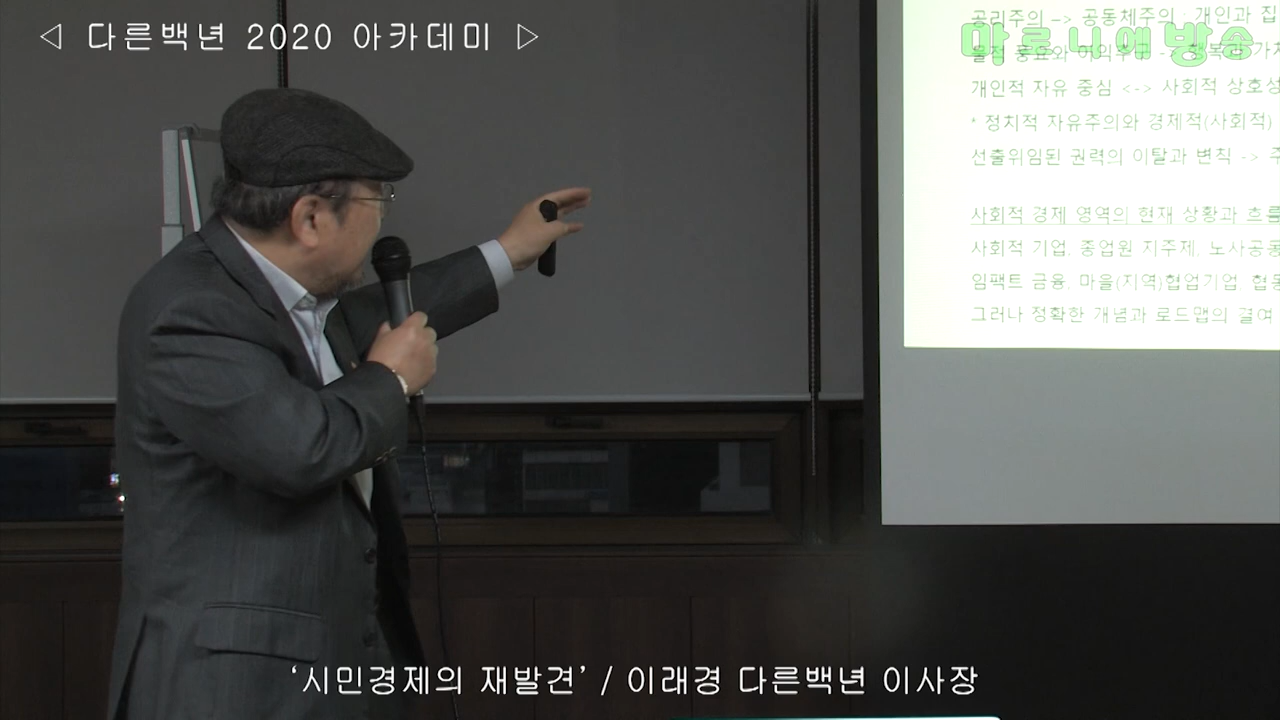 ◁ 다른백년 2020 아카데미 ▷
마로니에방송
공리주의 -> 공동체주의 : 개인과 집
물적 풍요와 이익추구 -> 행복과 가치
개인적 자유 중심 <-> 사회적 상호성
* 정치적 자유주의와 경제적(사회적)
선출위임된 권력의 이탈과 변칙 -> 주
사회적 경제 영역의 현재 상황과 흐름
사회적 기업, 종업원 지주제, 노사공공
임팩트 금융, 마을(지역)협업기업, 협동
그러나 정확한 개념과 로드맵의 결여
‘시민경제의 재발견’ / 이래경 다른백년 이사장